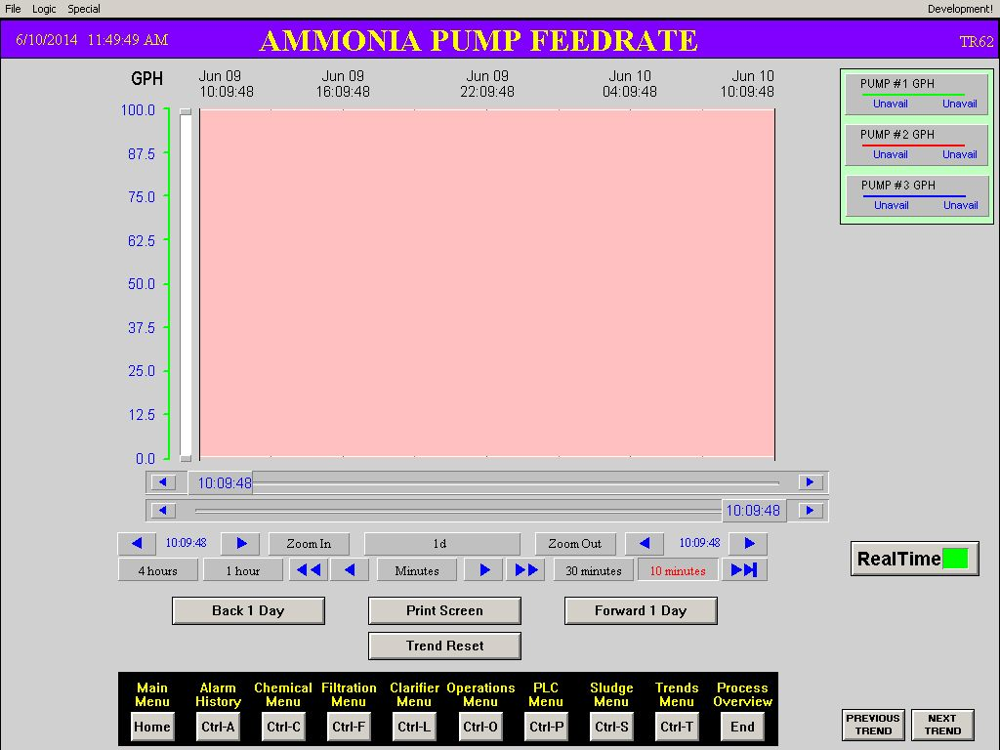 File Logic Special Development!
6/10/2014 11:49:49 AM AMMONIA PUMP FEEDRATE TR62
GPH
Jun 09 Jun 09 Jun 09 Jun 10 Jun 10
10:09:48 16:09:48 22:09:48 04:09:48 10:09:48
100.0
87.5
75.0
62.5
50.0
37.5
25.0
12.5
0.0
PUMP #1 GPH
Unavail Unavail
PUMP #2 GPH
Unavail Unavail
PUMP #3 GPH
Unavail Unavail
10:09:48
10:09:48
10:09:48 Zoom In 1d Zoom Out 10:09:48
4 hours 1 hour Minutes 30 minutes 10 minutes
RealTime
Back 1 Day Print Screen Forward 1 Day
Trend Reset
Main Alarm Chemical Filtration Clarifier Operations PLC Sludge Trends Process
Menu History Menu Menu Menu Menu Menu Menu Menu Overview
Home Ctrl-A Ctrl-C Ctrl-F Ctrl-L Ctrl-O Ctrl-P Ctrl-S Ctrl-T End
PREVIOUS NEXT
TREND TREND